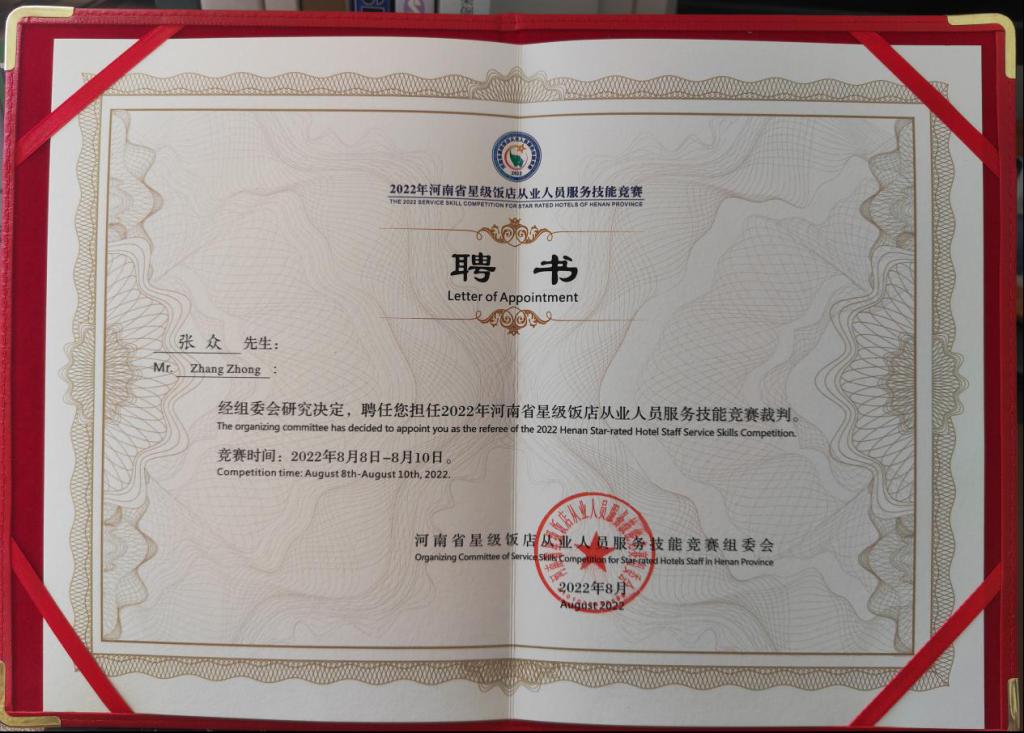 2022
2022年河南省星级饭店从业人员服务技能竞赛
THE 2022 SERVICE SKILL COMPETITION FOR STAR RATED HOTELS OF HENAN PROVINCE
聘 书
Letter of Appointment
张 众 先生：
Mr. Zhang Zhong ：
经组委会研究决定，聘任您担任2022年河南省星级饭店从业人员服务技能竞赛裁判。
The organizing committee has decided to appoint you as the referee of the 2022 Henan Star-rated Hotel Staff Service Skills Competition.
竞赛时间：2022年8月8日-8月10日。
Competition time: August 8th-August 10th, 2022.
河南省星级饭店从业人员服务技能竞赛组委会
Organizing Committee of Service Skills Competition for Star-rated Hotels Staff in Henan Province
2022年8月
August 2022